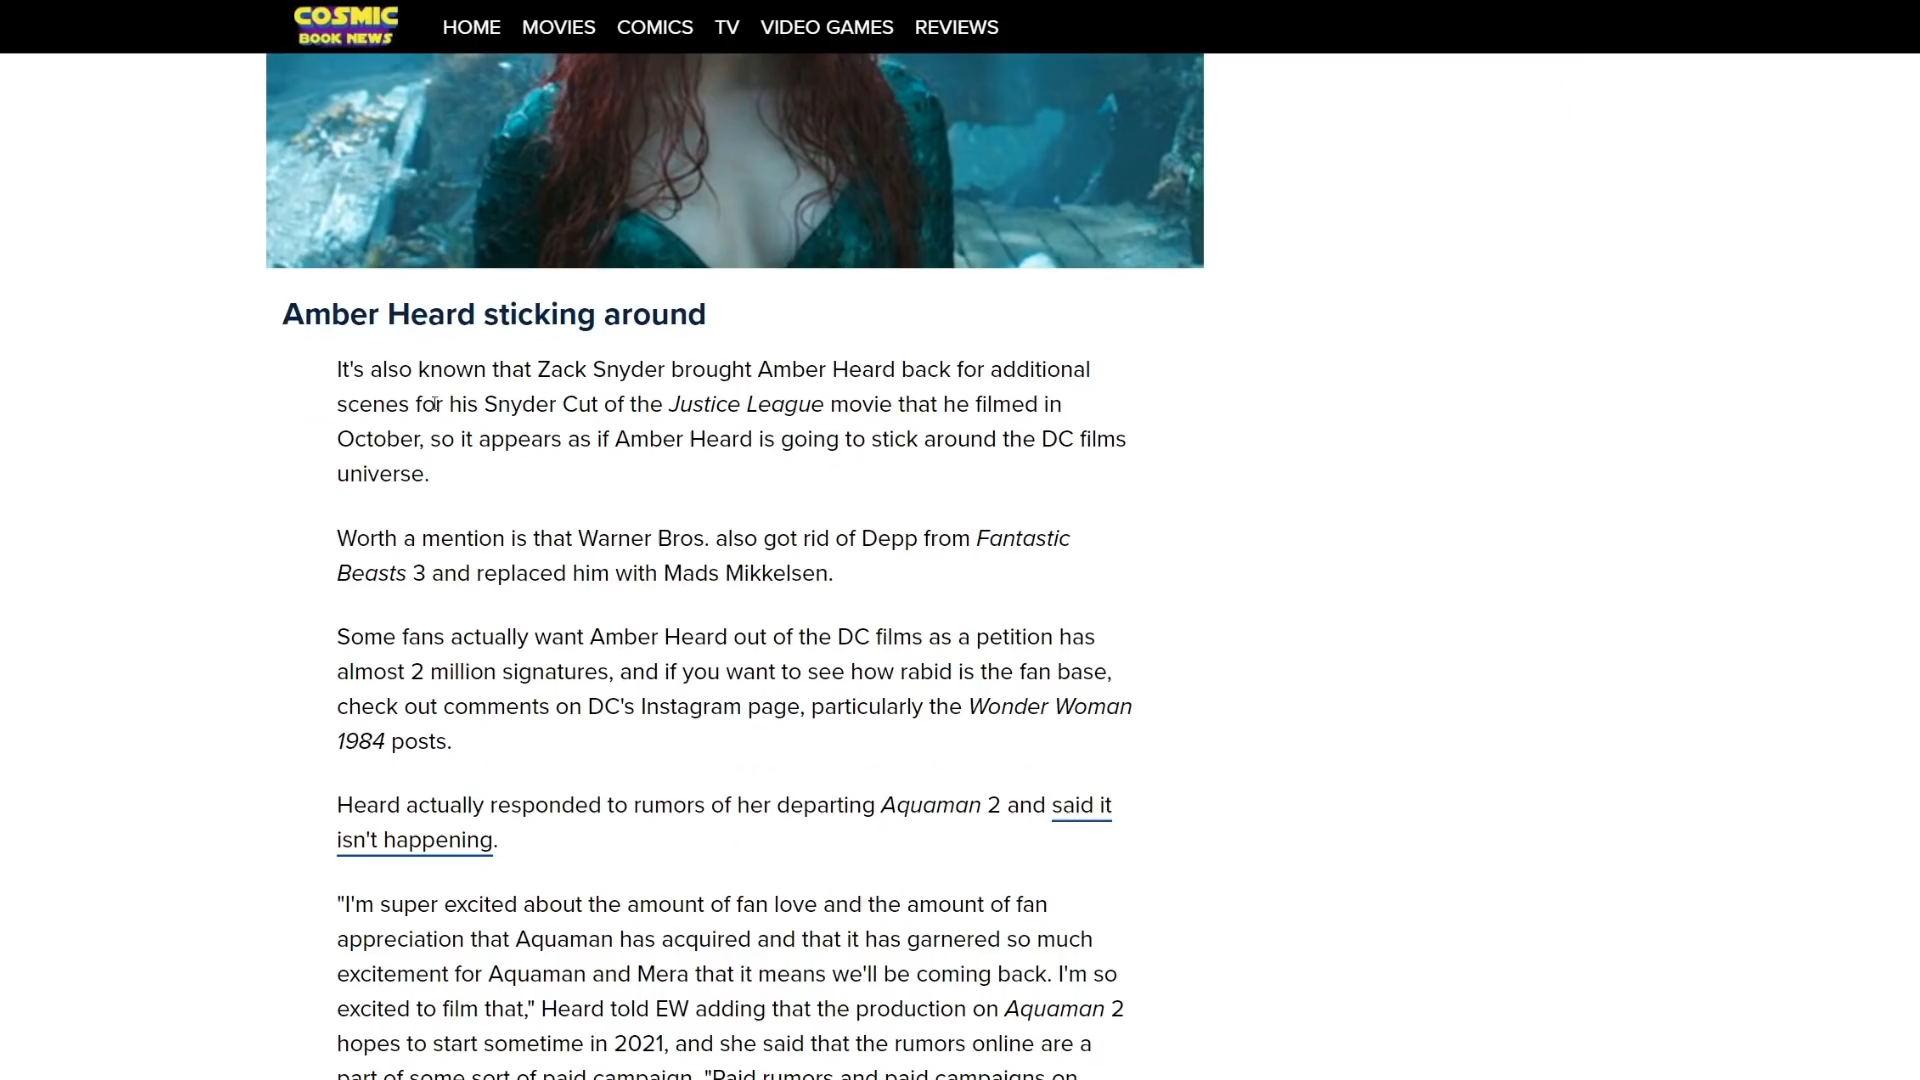 COSMIC
BOOK NEWS
HOME MOVIES COMICS TV VIDEO GAMES REVIEWS
Amber Heard sticking around
It's also known that Zack Snyder brought Amber Heard back for additional
scenes for his Snyder Cut of the Justice League movie that he filmed in
October, so it appears as if Amber Heard is going to stick around the DC films
universe.
Worth a mention is that Warner Bros. also got rid of Depp from Fantastic
Beasts 3 and replaced him with Mads Mikkelsen.
Some fans actually want Amber Heard out of the DC films as a petition has
almost 2 million signatures, and if you want to see how rabid is the fan base,
check out comments on DC's Instagram page, particularly the Wonder Woman
1984 posts.
Heard actually responded to rumors of her departing Aquaman 2 and said it
isn't happening.
"I'm super excited about the amount of fan love and the amount of fan
appreciation that Aquaman has acquired and that it has garnered so much
excitement for Aquaman and Mera that it means we'll be coming back. I'm so
excited to film that," Heard told EW adding that the production on Aquaman 2
hopes to start sometime in 2021, and she said that the rumors online are a
part of some sort of paid campaign. "Paid rumors and paid campaigns on